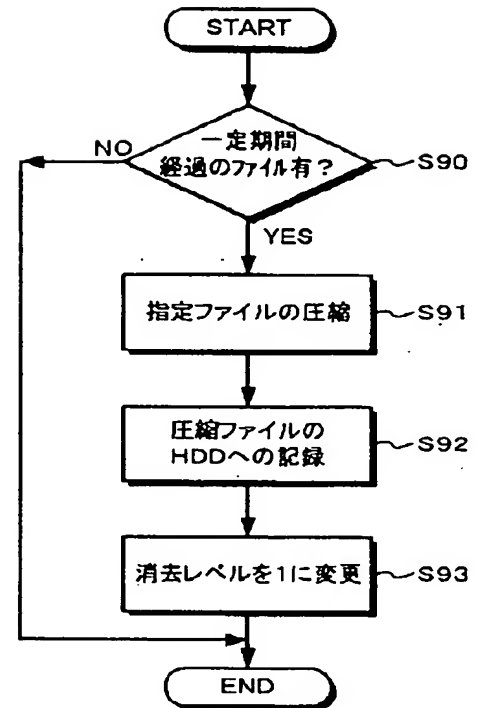 START
一定期間
経過のファイル有？
S90
NO
YES
指定ファイルの圧縮
S91
圧縮ファイルの
HDDへの記録
S92
消去レベルを1に変更
S93
END